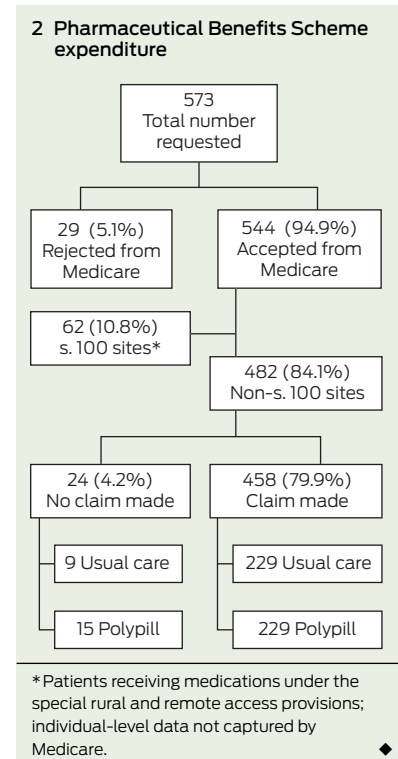 2 Pharmaceutical Benefits Scheme
expenditure
573
Total number
requested
29 (5.1%)
Rejected from
Medicare
544 (94.9%)
Accepted from
Medicare
62 (10.8%)
s. 100 sites*
482 (84.1%)
Non-s. 100 sites
24 (4.2%)
No claim made
458 (79.9%)
Claim made
9 Usual care
229 Usual care
15 Polypill
229 Polypill
*Patients receiving medications under the
special rural and remote access provisions;
individual-level data not captured by
Medicare. ◆